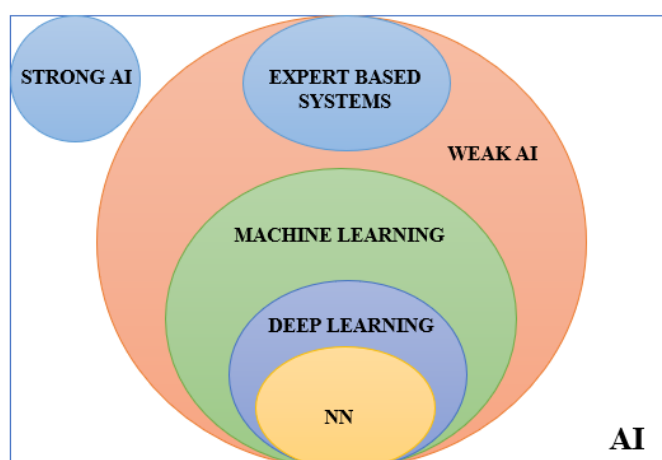 STRONG AI
EXPERT BASED
SYSTEMS
WEAK AI
MACHINE LEARNING
DEEP LEARNING
NN
AI